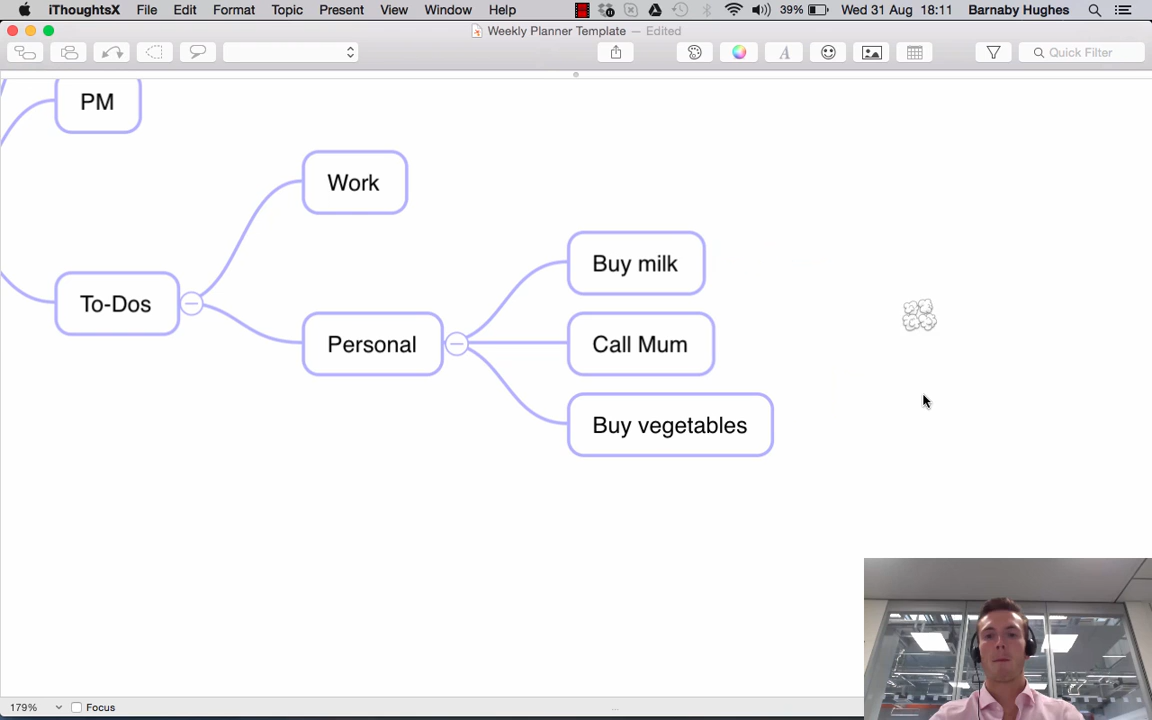 iThoughtsX File Edit Format Topic Present View Window Help 39% Wed 31 Aug 18:11 Barnaby Hughes
Weekly Planner Template — Edited
A Quick Filter
PM
Work
Buy milk
To-Dos
Personal
Call Mum
Buy vegetables
179% Focus